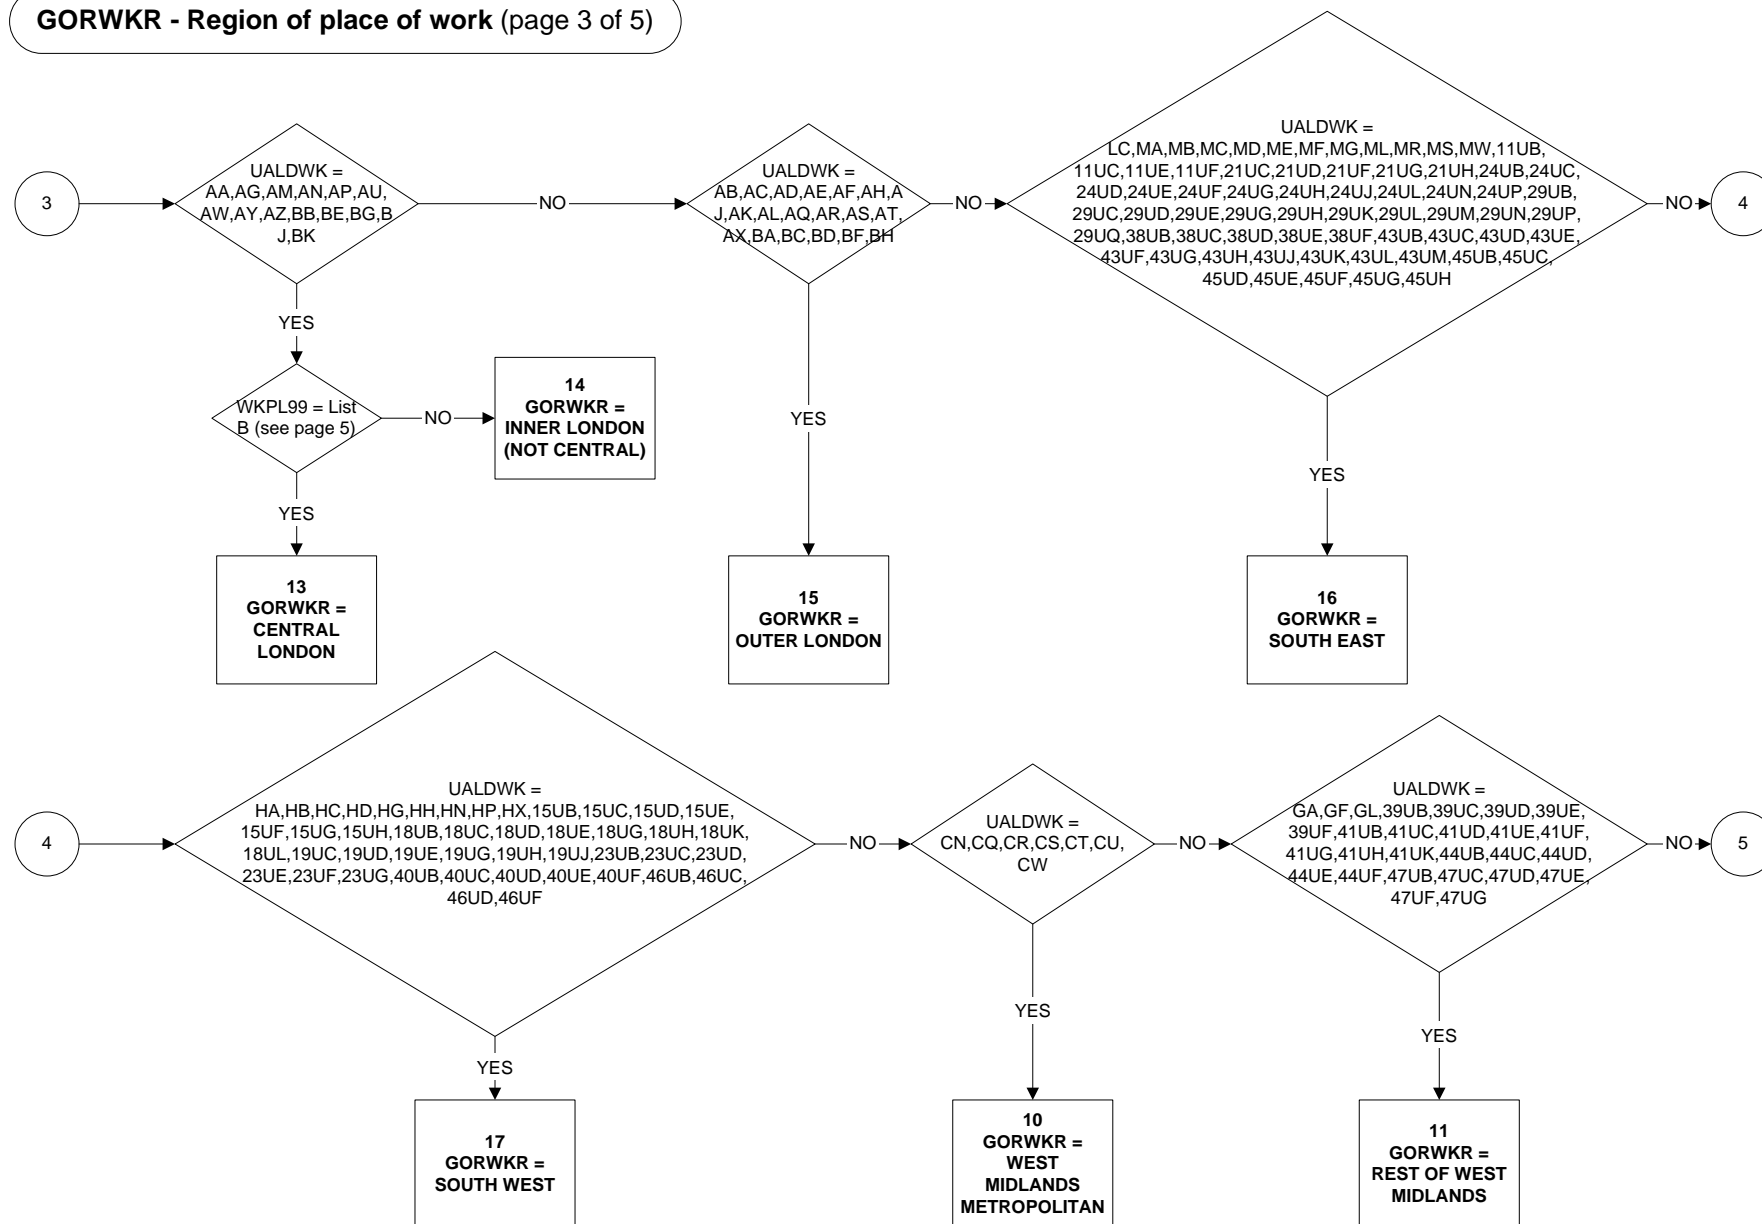 GORWKR - Region of place of work (page 3 of 5)
3
UALDWK =
AA,AG,AM,AN,AP,AU,
AW,AY,AZ,BB,BE,BG,B
J,BK
NO
UALDWK =
AB,AC,AD,AE,AF,AH,A
J,AK,AL,AQ,AR,AS,AT,
AX,BA,BC,BD,BF,BH
NO
UALDWK =
LC,MA,MB,MC,MD,ME,MF,MG,ML,MR,MS,MW,11UB,
11UC,11UE,11UF,21UC,21UD,21UF,21UG,21UH,24UB,24UC,
24UD,24UE,24UF,24UG,24UH,24UJ,24UL,24UN,24UP,29UB,
29UC,29UD,29UE,29UG,29UH,29UK,29UL,29UM,29UN,29UP,
29UQ,38UB,38UC,38UD,38UE,38UF,43UB,43UC,43UD,43UE,
43UF,43UG,43UH,43UJ,43UK,43UL,43UM,45UB,45UC,
45UD,45UE,45UF,45UG,45UH
NO
4
YES
WKPL99 = List
B (see page 5)
NO
14
GORWKR =
INNER LONDON
(NOT CENTRAL)
YES
YES
YES
13
GORWKR =
CENTRAL
LONDON
15
GORWKR =
OUTER LONDON
16
GORWKR =
SOUTH EAST
4
UALDWK =
HA,HB,HC,HD,HG,HH,HN,HP,HX,15UB,15UC,15UD,15UE,
15UF,15UG,15UH,18UB,18UC,18UD,18UE,18UG,18UH,18UK,
18UL,19UC,19UD,19UE,19UG,19UH,19UJ,23UB,23UC,23UD,
23UE,23UF,23UG,40UB,40UC,40UD,40UE,40UF,46UB,46UC,
46UD,46UF
NO
UALDWK =
CN,CQ,CR,CS,CT,CU,
CW
NO
UALDWK =
GA,GF,GL,39UB,39UC,39UD,39UE,
39UF,41UB,41UC,41UD,41UE,41UF,
41UG,41UH,41UK,44UB,44UC,44UD,
44UE,44UF,47UB,47UC,47UD,47UE,
47UF,47UG
NO
5
YES
YES
YES
17
GORWKR =
SOUTH WEST
10
GORWKR =
WEST
MIDLANDS
METROPOLITAN
11
GORWKR =
REST OF WEST
MIDLANDS